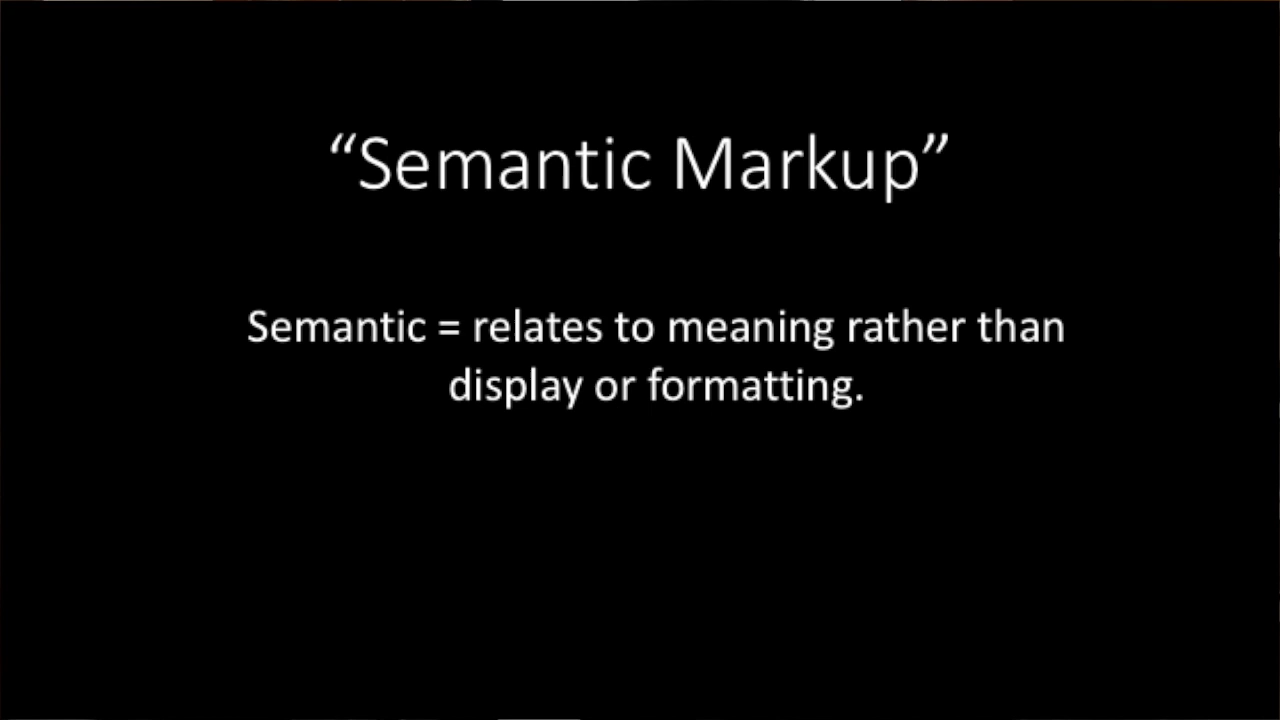 “Semantic Markup”
Semantic = relates to meaning rather than
display or formatting.